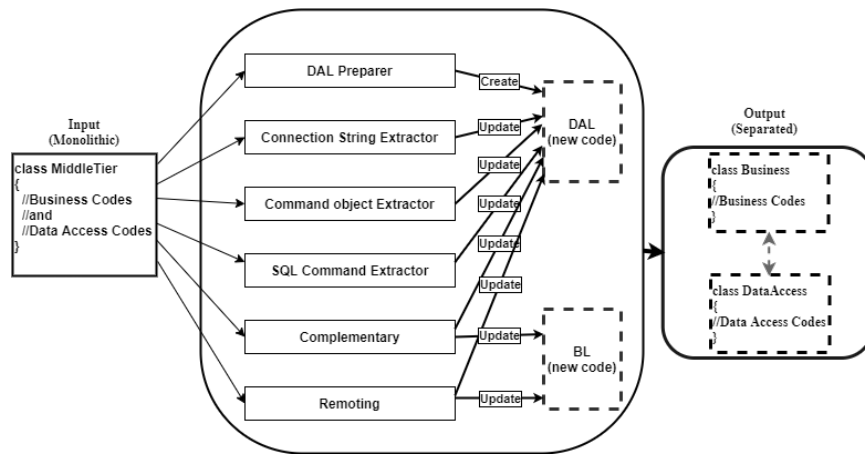 Input
(Monolithic)
class MiddleTier
{
//Business Codes
//and
//Data Access Codes
}
DAL Preparer
Connection String Extractor
Command object Extractor
SQL Command Extractor
Complementary
Remoting
Create
Update
Update
Update
Update
Update
Update
Update
DAL
(new code)
BL
(new code)
Output
(Separated)
class Business
{
//Business Codes
}
class DataAccess
{
//Data Access Codes
}